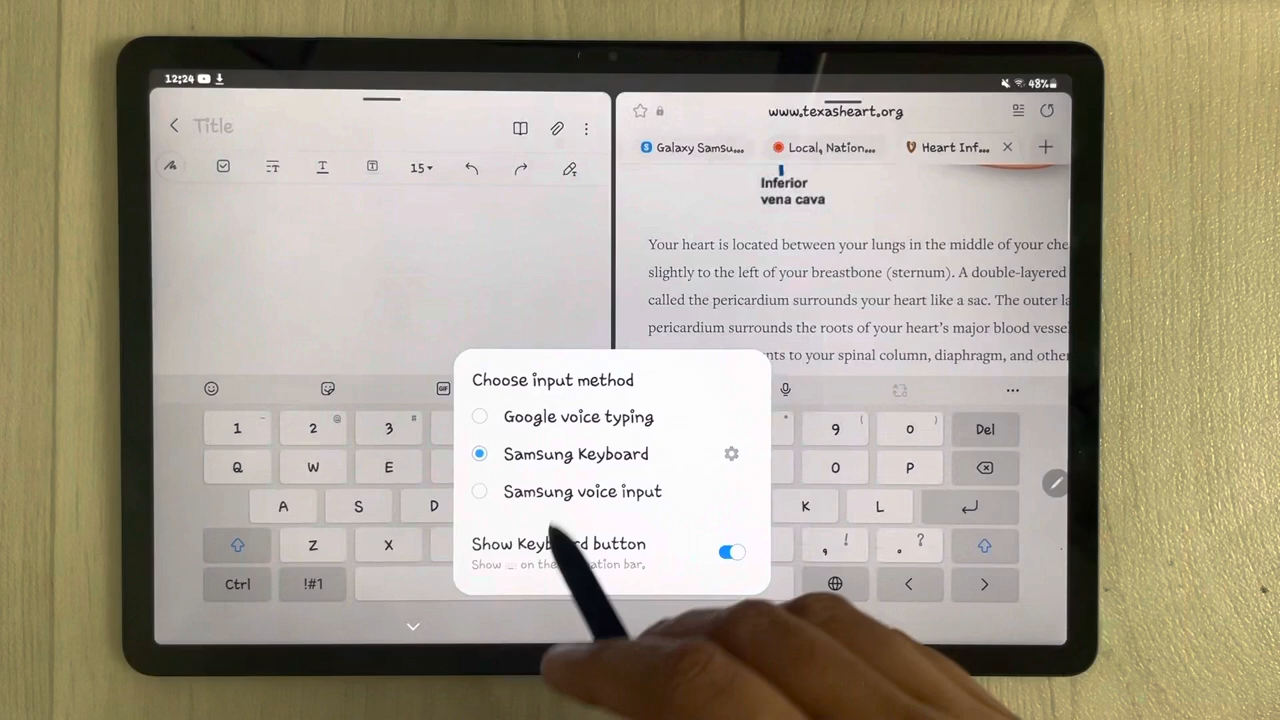 12:24
48%
Title
15
www.texasheart.org
Galaxy Samsu...
Local, Nation...
Heart Inf...
Inferior
vena cava
Your heart is located between your lungs in the middle of your che
slightly to the left of your breastbone (sternum). A double-layered
called the pericardium surrounds your heart like a sac. The outer la
pericardium surrounds the roots of your heart's major blood vesse
nts to your spinal column, diaphragm, and other
Choose input method
Google voice typing
Samsung Keyboard
Samsung voice input
Show button
Show on the
GIF
1 2 @ 3 # 9 ( 0 ) Del
Q W E O P
A S D K L
Z X , ! . ?
Ctrl !#1 < >